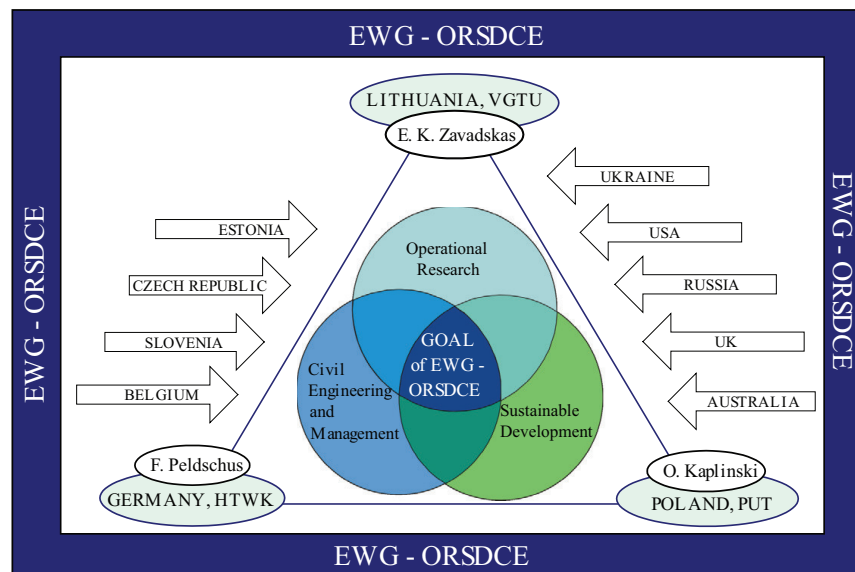 EWG - ORSDCE
EWG - ORSDCE
EWG - ORSDCE
LITHUANIA, VGTU
E. K. Zavadskas
UKRAINE
ESTONIA
USA
Operational
Research
CZECH REPUBLIC
RUSSIA
SLOVENIA
UK
GOAL
of EWG -
ORSDCE
Civil
Engineering
and
Management
BELGIUM
AUSTRALIA
Sustainable
Development
F. Peldschus
GERMANY, HTWK
O. Kaplinski
POLAND, PUT
EWG - ORSDCE